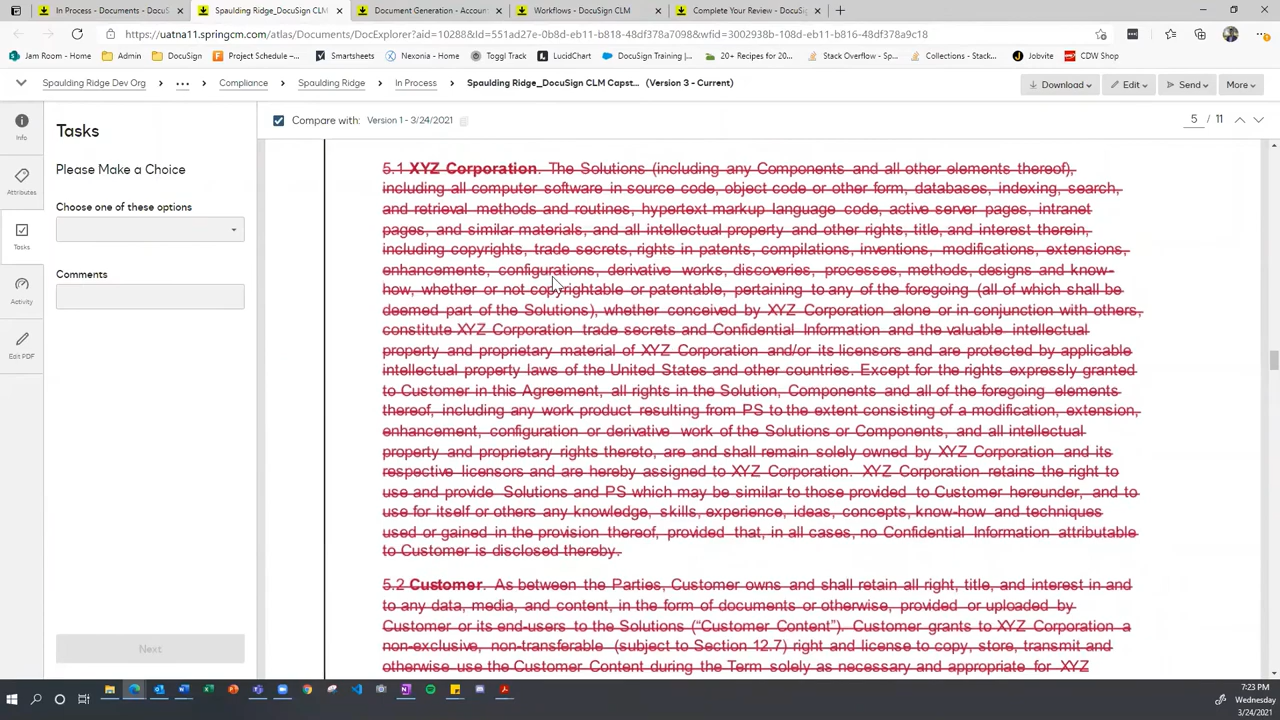 In Process - Documents - DocuS
Spaulding Ridge_DocuSign CLM
Document Generation - Account
Workflows - DocuSign CLM
Complete Your Review - DocuSig
https://uatna11.springcm.com/atlas/Documents/DocExplorer?aid=10288&Id=551ad27e-0b8d-eb11-b818-48df378a7098&wfid=3002938b-108d-eb11-b816-48df379a9c18
Jam Room - Home
Admin
DocuSign
Project Schedule -...
Smartsheets
Nexonia - Home
Toggl Track
LucidChart
DocuSign Training |...
20+ Recipes for 20...
Stack Overflow - Sp...
Collections - Stack...
Jobvite
CDW Shop
Spaulding Ridge Dev Org
...
Compliance
Spaulding Ridge
In Process
Spaulding Ridge_DocuSign CLM Capst... (Version 3 - Current)
Download
Edit
Send
More
Info
Attributes
Tasks
Activity
Edit PDF
Tasks
Please Make a Choice
Choose one of these options
Comments
Next
Compare with: Version 1 - 3/24/2021
5 / 11
5.1 XYZ Corporation. The Solutions (including any Components and all other elements thereof),
including all computer software in source code, object code or other form, databases, indexing, search,
and retrieval methods and routines, hypertext markup language code, active server pages, intranet
pages, and similar materials, and all intellectual property and other rights, title, and interest therein,
including copyrights, trade secrets, rights in patents, compilations, inventions, modifications, extensions,
enhancements, configurations, derivative works, discoveries, processes, methods, designs and know-
how, whether or not copyrightable or patentable, pertaining to any of the foregoing (all of which shall be
deemed part of the Solutions), whether conceived by XYZ Corporation alone or in conjunction with others,
constitute XYZ Corporation trade secrets and Confidential Information and the valuable intellectual
property and proprietary material of XYZ Corporation and/or its licensors and are protected by applicable
intellectual property laws of the United States and other countries. Except for the rights expressly granted
to Customer in this Agreement, all rights in the Solution, Components and all of the foregoing elements
thereof, including any work product resulting from PS to the extent consisting of a modification, extension,
enhancement, configuration or derivative work of the Solutions or Components, and all intellectual
property and proprietary rights thereto, are and shall remain solely owned by XYZ Corporation and its
respective licensors and are hereby assigned to XYZ Corporation. XYZ Corporation retains the right to
use and provide Solutions and PS which may be similar to those provided to Customer hereunder, and to
use for itself or others any knowledge, skills, experience, ideas, concepts, know-how and techniques
used or gained in the provision thereof, provided that, in all cases, no Confidential Information attributable
to Customer is disclosed thereby.
5.2 Customer. As between the Parties, Customer owns and shall retain all right, title, and interest in and
to any data, media, and content, in the form of documents or otherwise, provided or uploaded by
Customer or its end-users to the Solutions (“Customer Content”). Customer grants to XYZ Corporation a
non-exclusive, non-transferable (subject to Section 12.7) right and license to copy, store, transmit and
otherwise use the Customer Content during the Term solely as necessary and appropriate for XYZ
7:23 PM
Wednesday
3/24/2021